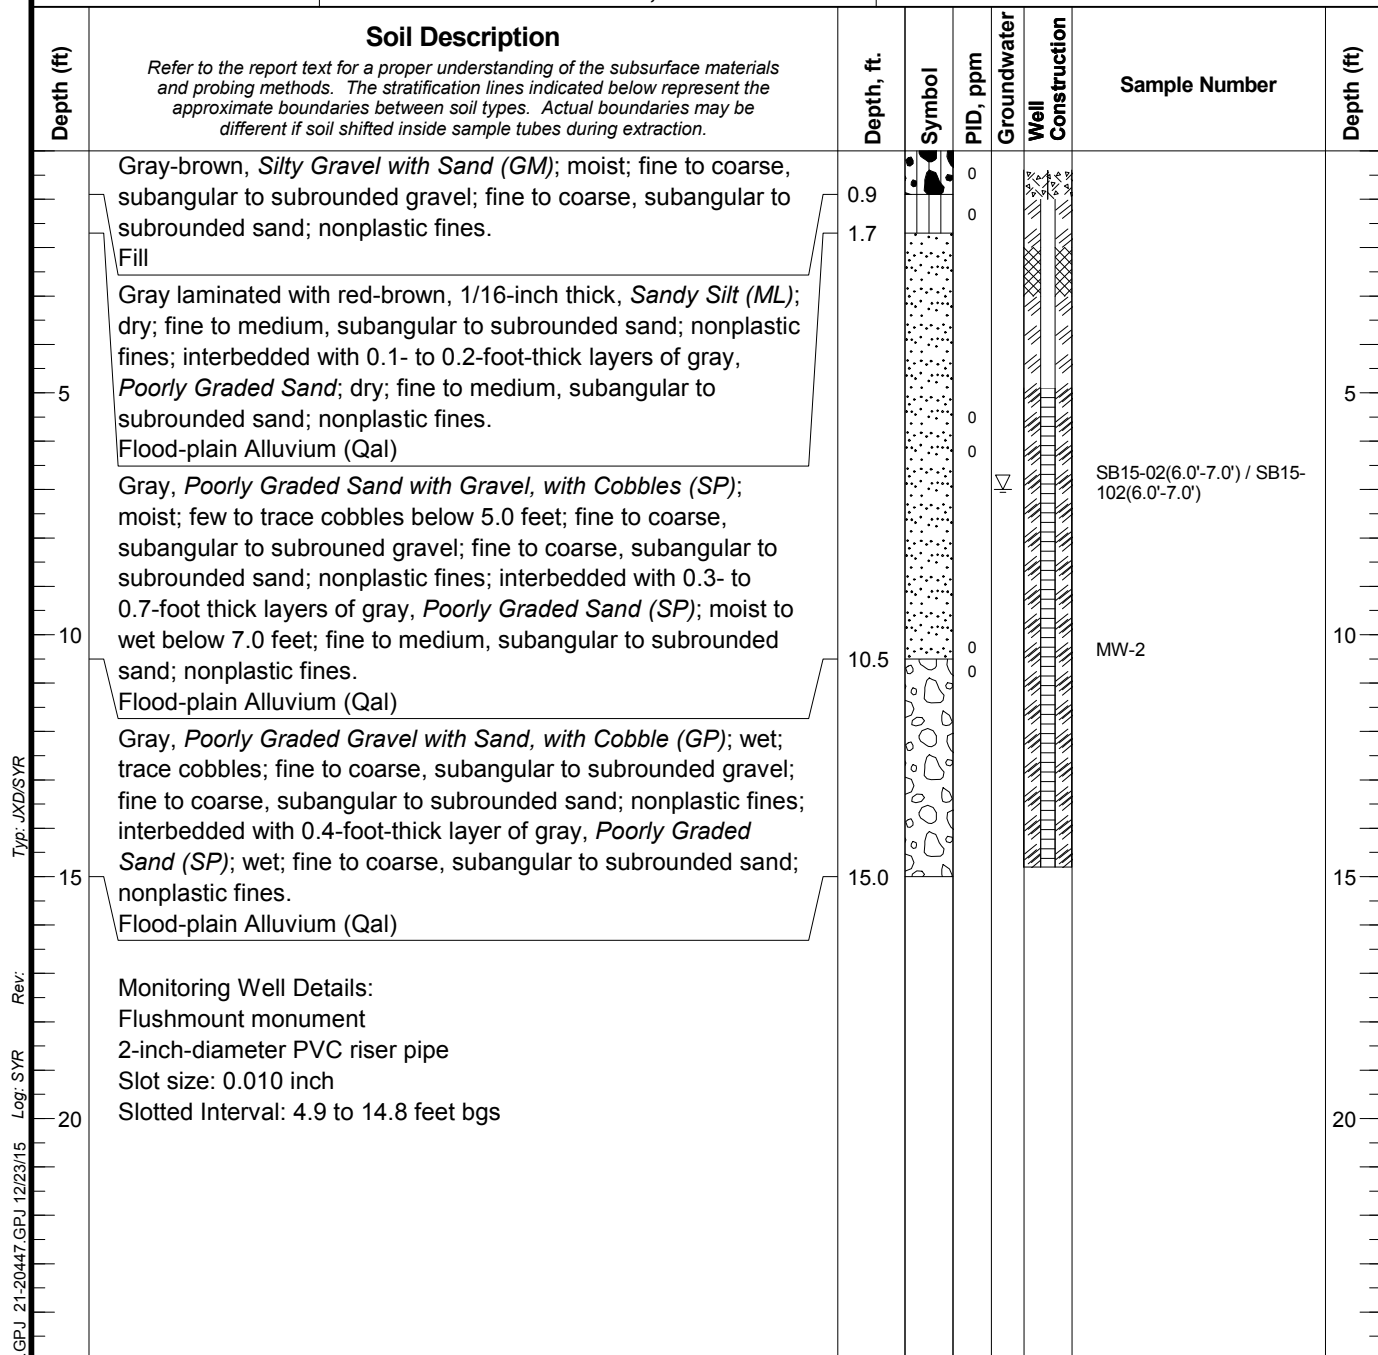 Depth (ft)
Soil Description
Refer to the report text for a proper understanding of the subsurface materials
and probing methods. The stratification lines indicated below represent the
approximate boundaries between soil types. Actual boundaries may be
different if soil shifted inside sample tubes during extraction.
Depth, ft.
Symbol
PID, ppm
Groundwater
Well
Construction
Sample Number
Depth (ft)
Gray-brown, Silty Gravel with Sand (GM); moist; fine to coarse,
subangular to subrounded gravel; fine to coarse, subangular to
subrounded sand; nonplastic fines.
Fill
0.9
0
0
1.7
Gray laminated with red-brown, 1/16-inch thick, Sandy Silt (ML);
dry; fine to medium, subangular to subrounded sand; nonplastic
fines; interbedded with 0.1- to 0.2-foot-thick layers of gray,
Poorly Graded Sand; dry; fine to medium, subangular to
subrounded sand; nonplastic fines.
Flood-plain Alluvium (Qal)
5
0
0
5
Gray, Poorly Graded Sand with Gravel, with Cobbles (SP);
moist; few to trace cobbles below 5.0 feet; fine to coarse,
subangular to subrouned gravel; fine to coarse, subangular to
subrounded sand; nonplastic fines; interbedded with 0.3- to
0.7-foot thick layers of gray, Poorly Graded Sand (SP); moist to
wet below 7.0 feet; fine to medium, subangular to subrounded
sand; nonplastic fines.
Flood-plain Alluvium (Qal)
SB15-02(6.0'-7.0') / SB15-
102(6.0'-7.0')
10
10.5
0
0
MW-2
10
Gray, Poorly Graded Gravel with Sand, with Cobble (GP); wet;
trace cobbles; fine to coarse, subangular to subrounded gravel;
fine to coarse, subangular to subrounded sand; nonplastic fines;
interbedded with 0.4-foot-thick layer of gray, Poorly Graded
Sand (SP); wet; fine to coarse, subangular to subrounded sand;
nonplastic fines.
Flood-plain Alluvium (Qal)
15
15.0
15
Monitoring Well Details:
Flushmount monument
2-inch-diameter PVC riser pipe
Slot size: 0.010 inch
Slotted Interval: 4.9 to 14.8 feet bgs
20
20
.GPJ 21-20447.GPJ 12/23/15 Log: SYR Rev: Typ: JXD/SYR